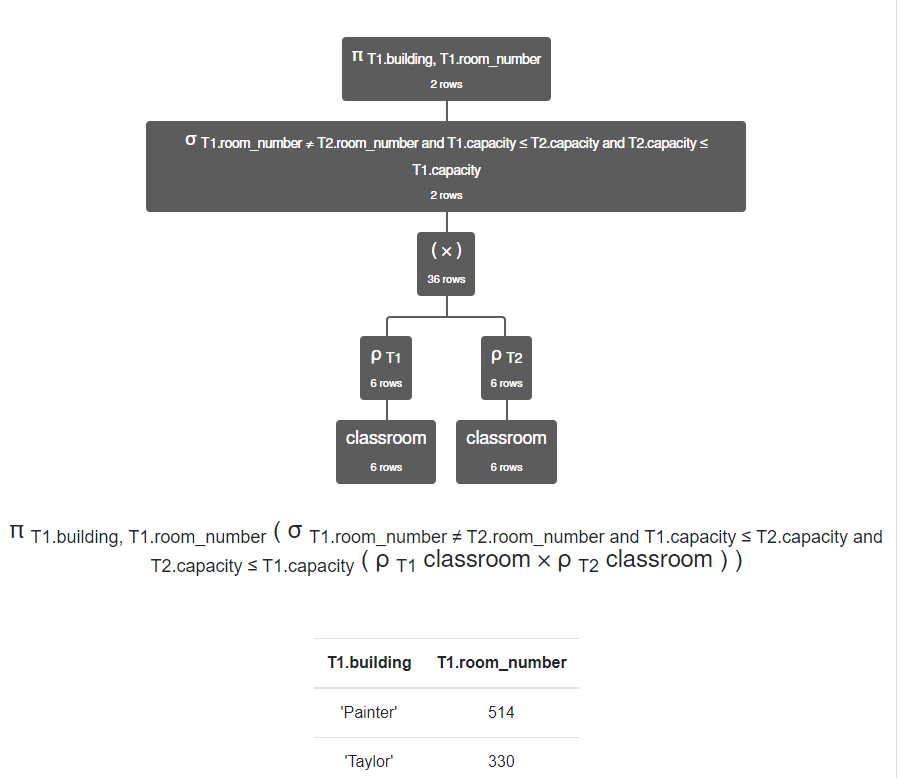 π T1.building, T1.room_number
2 rows
σ T1.room_number ≠ T2.room_number and T1.capacity ≤ T2.capacity and T2.capacity ≤
T1.capacity
2 rows
( × )
36 rows
ρ T1
6 rows
ρ T2
6 rows
classroom
6 rows
classroom
6 rows
π T1.building, T1.room_number ( σ T1.room_number ≠ T2.room_number and T1.capacity ≤ T2.capacity and
T2.capacity ≤ T1.capacity ( ρ T1 classroom × ρ T2 classroom ) )
T1.building T1.room_number
'Painter' 514
'Taylor' 330